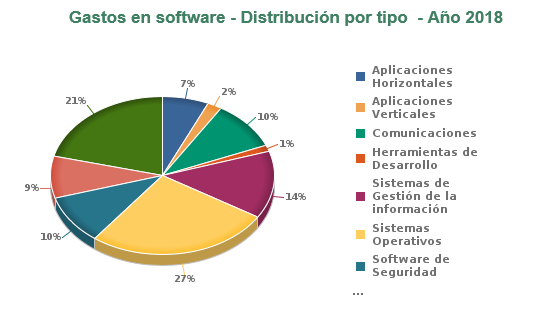 Gastos en software - Distribución por tipo - Año 2018
7%
2%
10%
1%
14%
27%
10%
9%
21%
Aplicaciones
Horizontales
Aplicaciones
Verticales
Comunicaciones
Herramientas de
Desarrollo
Sistemas de
Gestión de la
información
Sistemas
Operativos
Software de
Seguridad
...